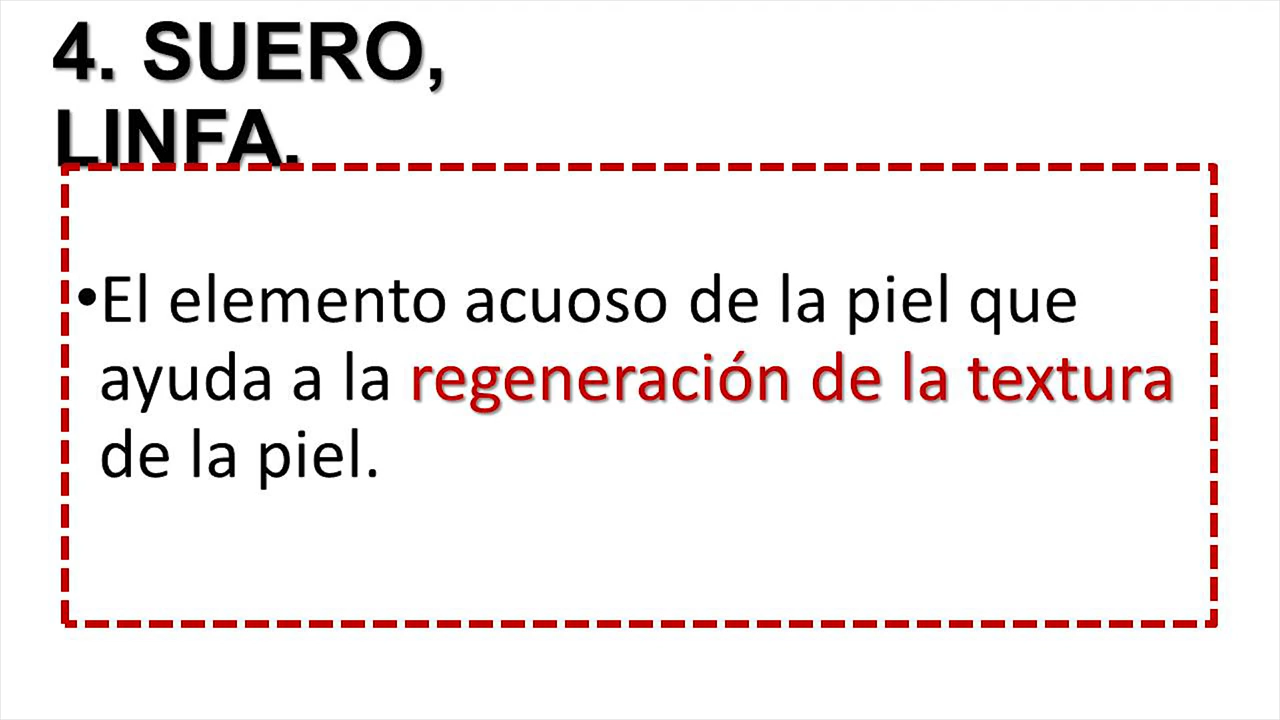 4. SUERO,
LINFA.
•El elemento acuoso de la piel que
ayuda a la regeneración de la textura
de la piel.